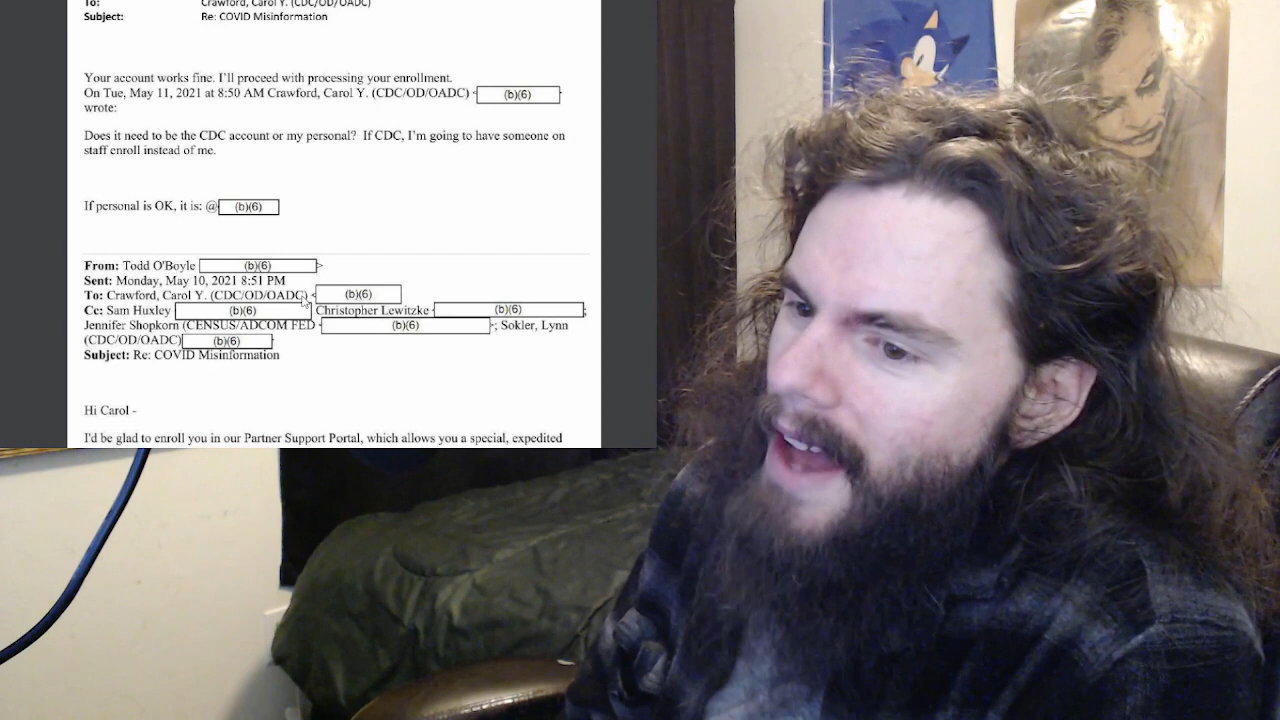 To: Crawford, Carol Y. (CDC/OD/OADC)
Subject: Re: COVID Misinformation
Your account works fine. I'll proceed with processing your enrollment.
On Tue, May 11, 2021 at 8:50 AM Crawford, Carol Y. (CDC/OD/OADC) < (b)(6)
wrote:
Does it need to be the CDC account or my personal? If CDC, I'm going to have someone on
staff enroll instead of me.
If personal is OK, it is: @ (b)(6)
From: Todd O'Boyle (b)(6) >
Sent: Monday, May 10, 2021 8:51 PM
To: Crawford, Carol Y. (CDC/OD/OADC) < (b)(6)
Cc: Sam Huxley (b)(6) Christopher Lewitzke (b)(6) ;
Jennifer Shopkorn (CENSUS/ADCOM FED (b)(6) ; Sokler, Lynn
(CDC/OD/OADC) (b)(6)
Subject: Re: COVID Misinformation
Hi Carol -
I'd be glad to enroll you in our Partner Support Portal, which allows you a special, expedited